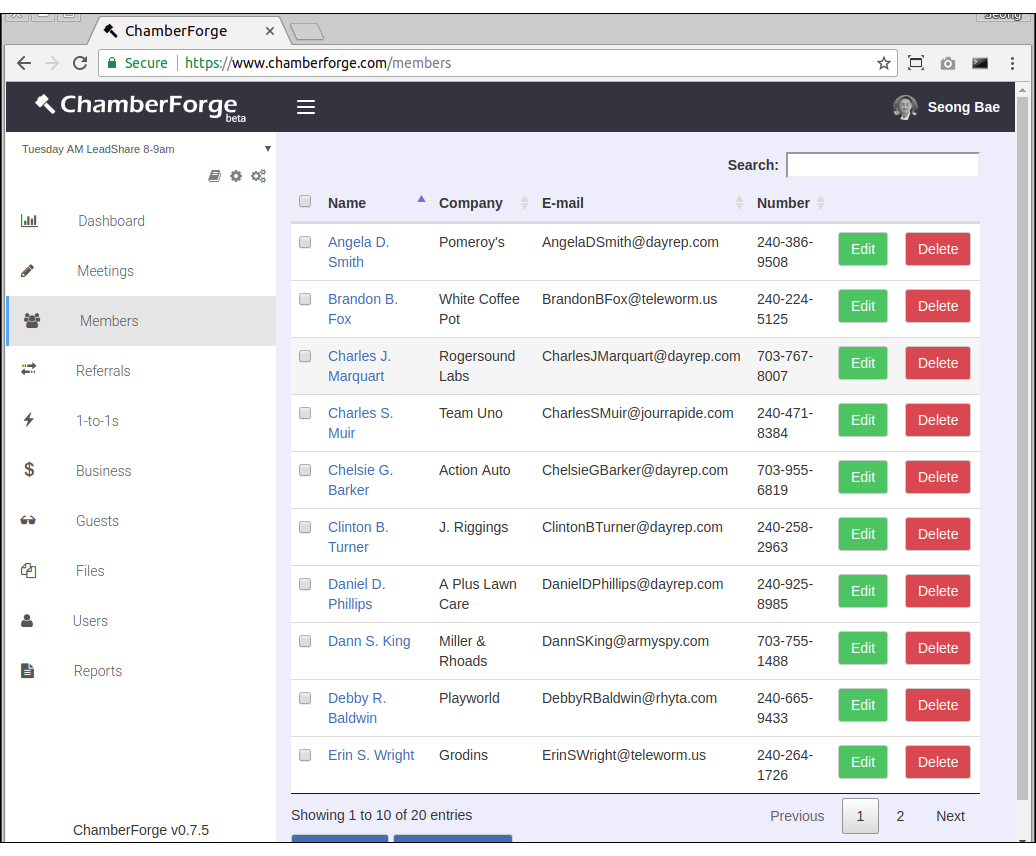 Seong
ChamberForge
Secure https://www.chamberforge.com/members
ChamberForge
beta
Seong Bae
Tuesday AM LeadShare 8-9am
Dashboard
Meetings
Members
Referrals
1-to-1s
Business
Guests
Files
Users
Reports
ChamberForge v0.7.5
Search:
Name Company E-mail Number
Angela D. Pomeroy's AngelaDSmith@dayrep.com 240-386- Edit Delete
Smith 9508
Brandon B. White Coffee BrandonBFox@teleworm.us 240-224- Edit Delete
Fox Pot 5125
Charles J. Rogersound CharlesJMarquart@dayrep.com 703-767- Edit Delete
Marquart Labs 8007
Charles S. Team Uno CharlesSMuir@jourrapide.com 240-471- Edit Delete
Muir 8384
Chelsie G. Action Auto ChelsieGBarker@dayrep.com 703-955- Edit Delete
Barker 6819
Clinton B. J. Riggings ClintonBTurner@dayrep.com 240-258- Edit Delete
Turner 2963
Daniel D. A Plus Lawn DanielDPhillips@dayrep.com 240-925- Edit Delete
Phillips Care 8985
Dann S. King Miller & DannSKing@armyspy.com 703-755- Edit Delete
Rhoads 1488
Debby R. Playworld DebbyRBaldwin@rhyta.com 240-665- Edit Delete
Baldwin 9433
Erin S. Wright Grodins ErinSWright@teleworm.us 240-264- Edit Delete
1726
Showing 1 to 10 of 20 entries Previous 1 2 Next